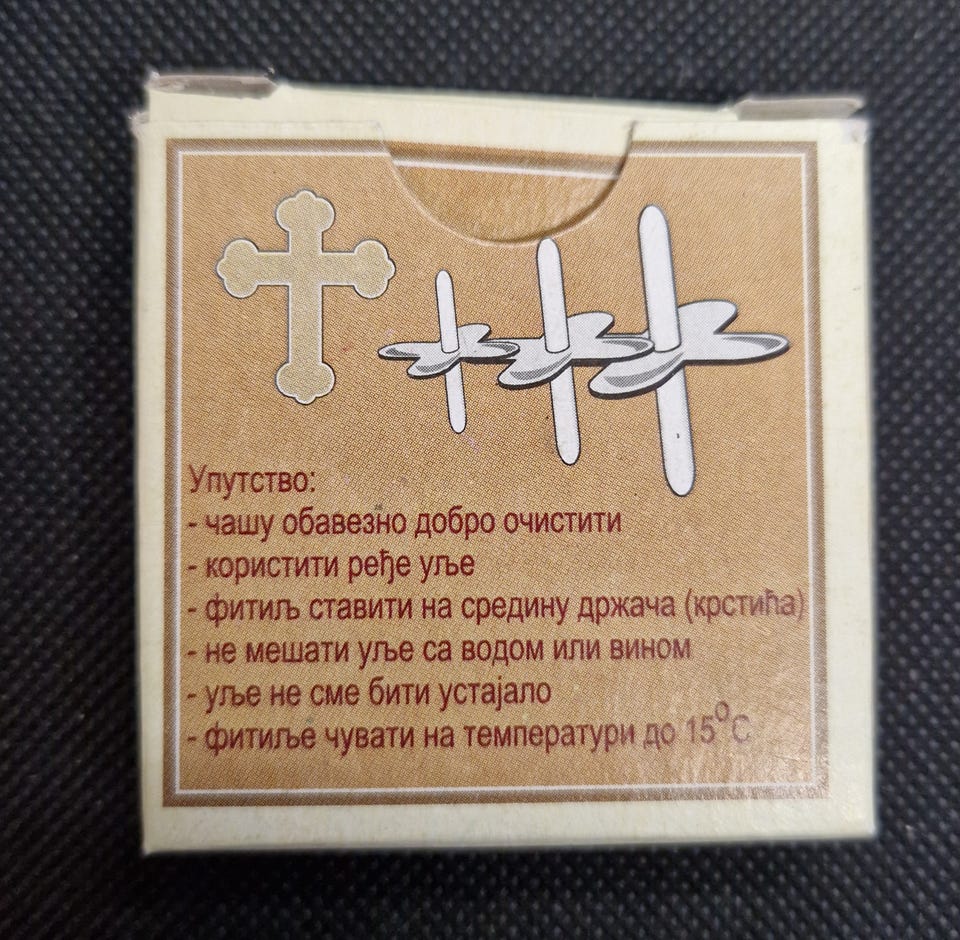 Упутство:
- чашу обавезно добро очистити
- користити ређе уље
- фитиљ ставити на средину држача (крстића)
- не мешати уље са водом или вином
- уље не сме бити устајало
- фитиље чувати на температури до 15°C